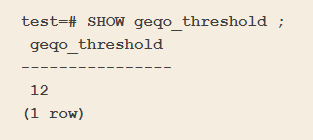 test=# SHOW geqo_threshold ;
 geqo_threshold
----------------
 12
(1 row)